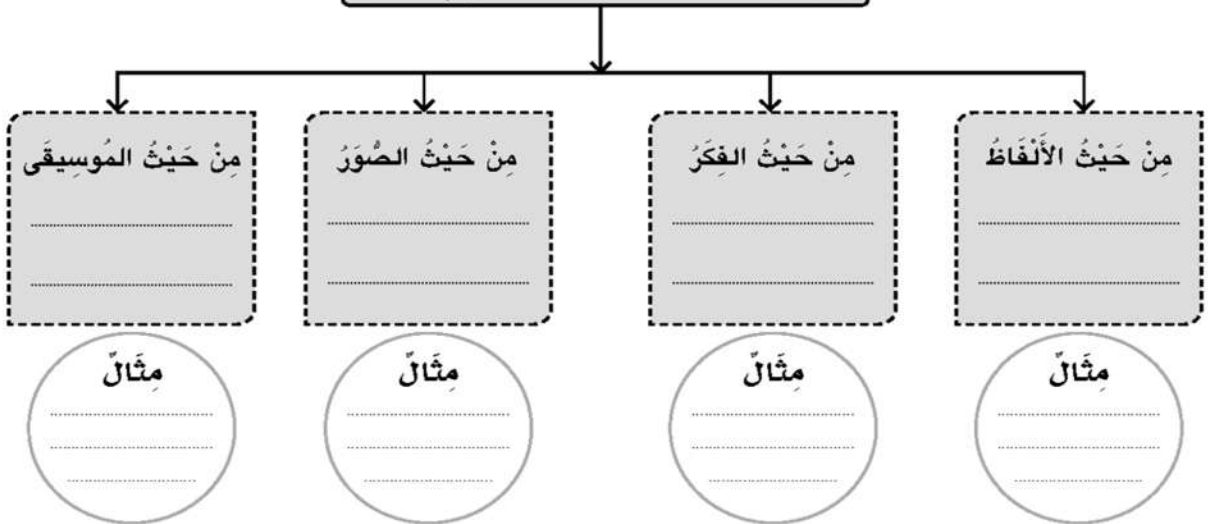 مِنْ حَيْثُ الأَلْفَاظُ
مِنْ حَيْثُ الفِكَرُ
مِنْ حَيْثُ الصُّوَرُ
مِنْ حَيْثُ المُوسِيقَى
مِثَالٌ
مِثَالٌ
مِثَالٌ
مِثَالٌ